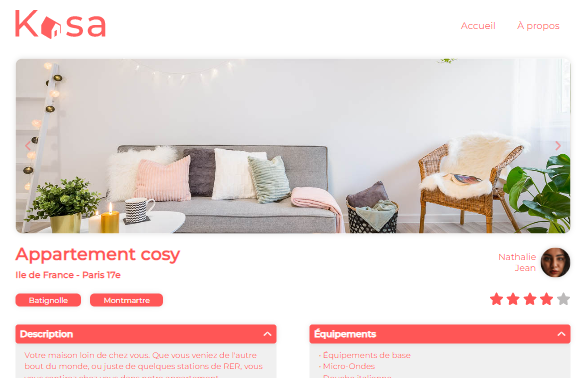 Kasa
Accueil
À propos
Appartement cosy
Ile de France - Paris 17e
Nathalie
Jean
Batignolle
Montmartre
Description
Équipements
Votre maison loin de chez vous. Que vous veniez de l'autre
bout du monde, ou juste de quelques stations de RER, vous
- Équipements de base
- Micro-Ondes